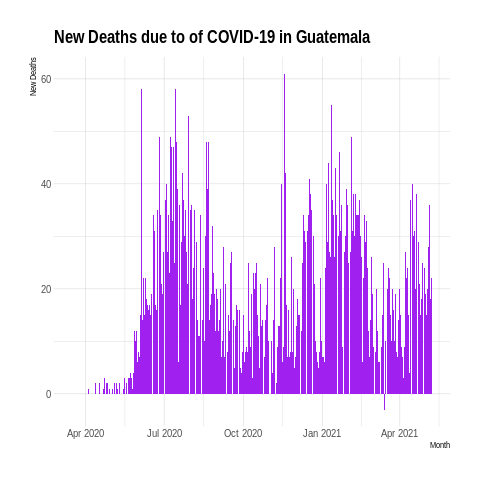 New Deaths due to of COVID-19 in Guatemala
New Deaths
60
40
20
0
Apr 2020 Jul 2020 Oct 2020 Jan 2021 Apr 2021
Month